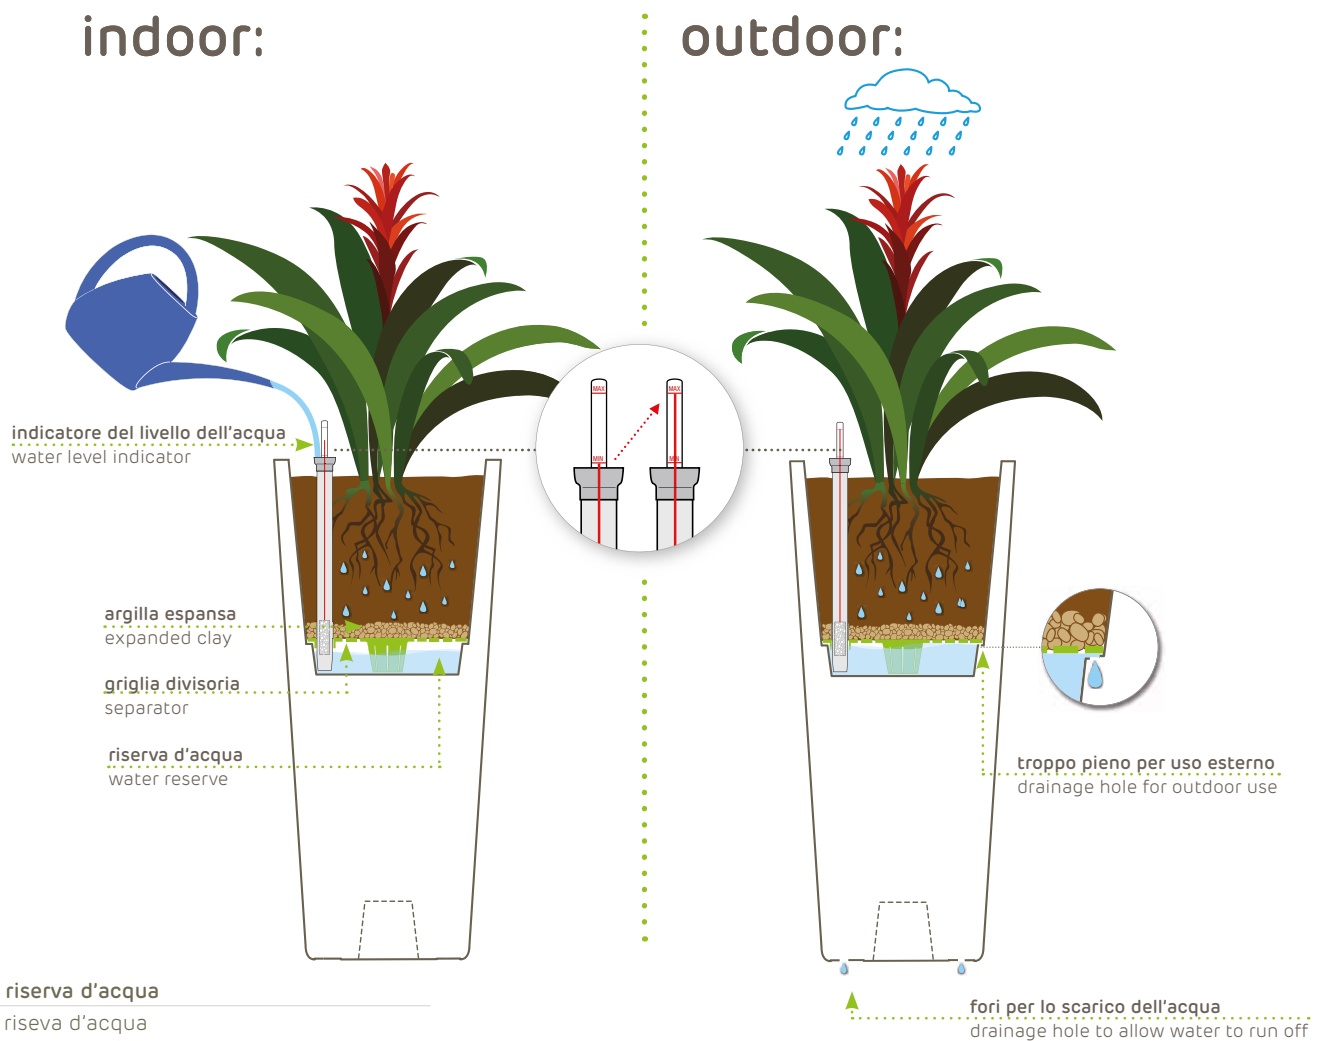 indoor:
outdoor:
indicatore del livello dell'acqua
water level indicator
MAX
MAX
MIN
MIN
argilla espansa
expanded clay
griglia divisoria
separator
riserva d'acqua
water reserve
troppo pieno per uso esterno
drainage hole for outdoor use
riserva d'acqua
riseva d'acqua
fori per lo scarico dell'acqua
drainage hole to allow water to run off